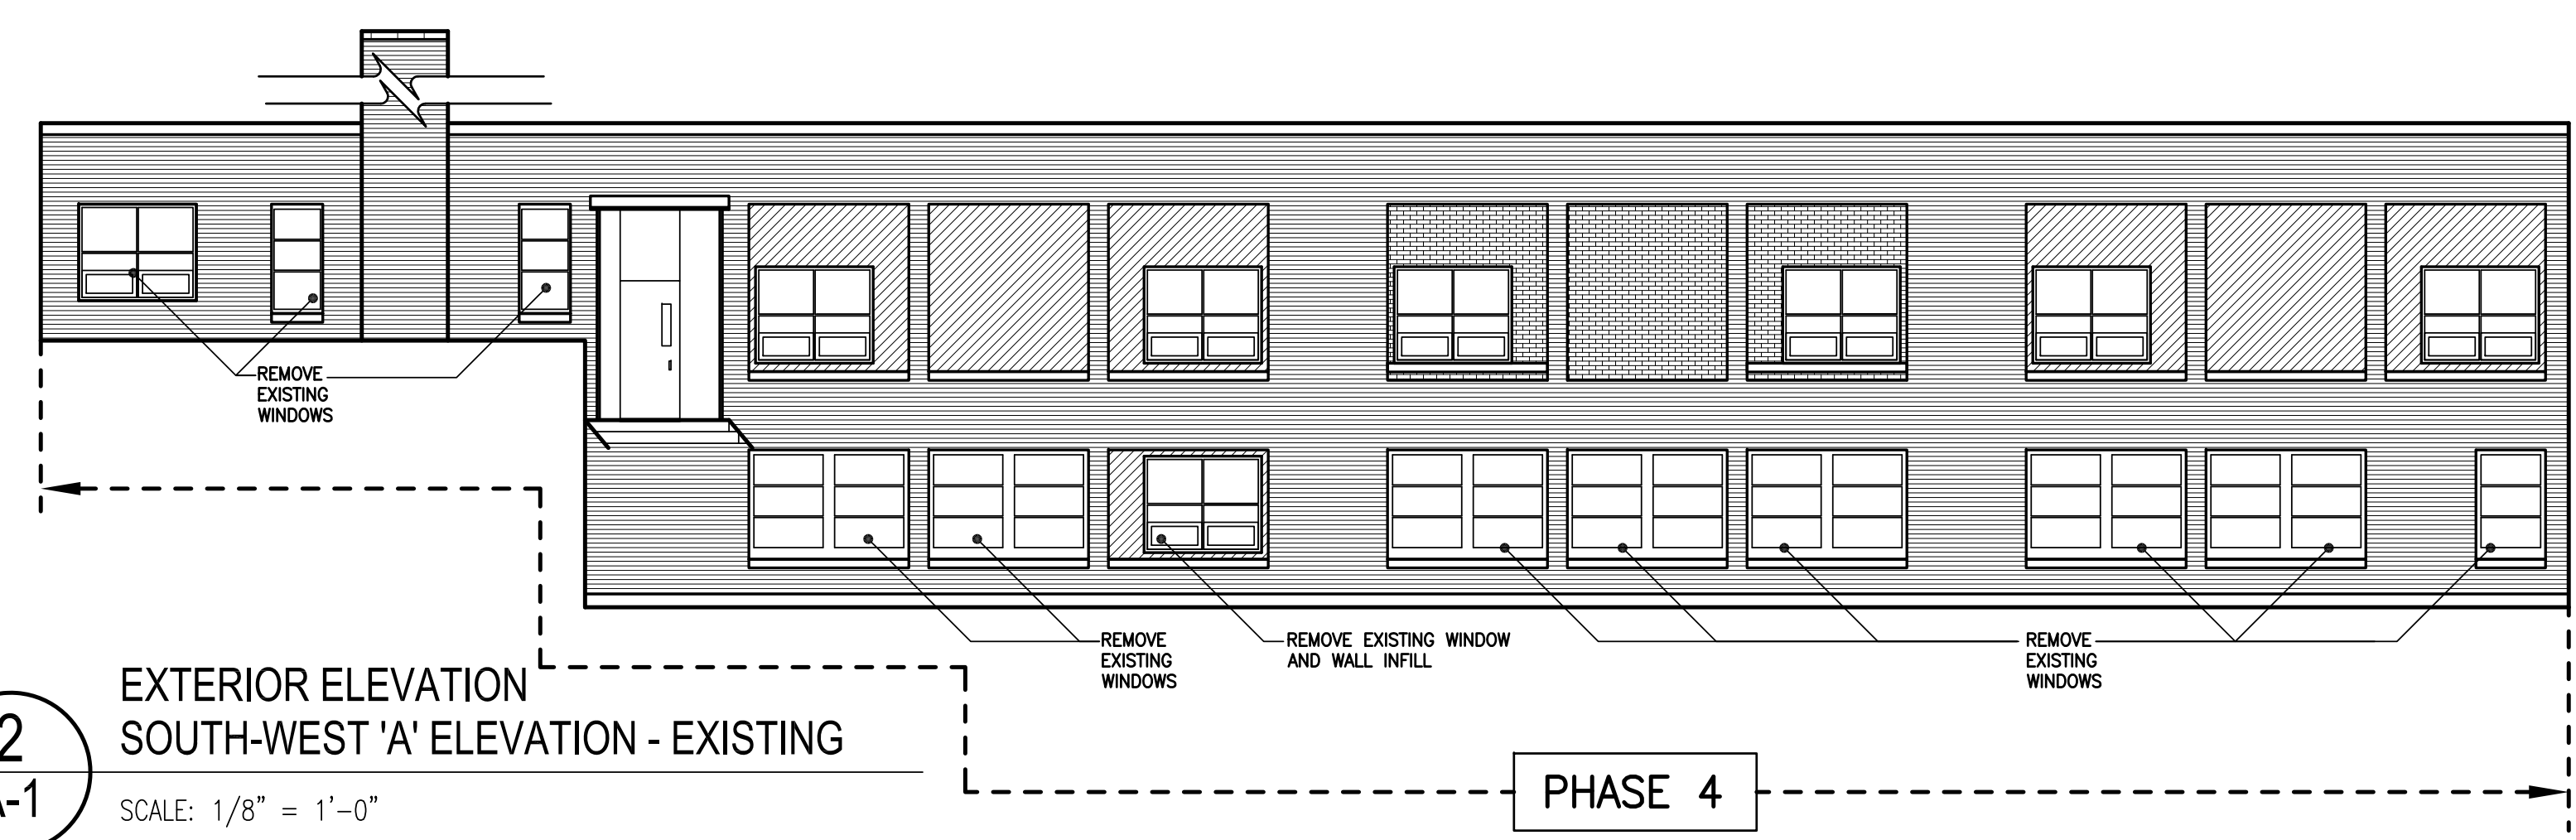 REMOVE
EXISTING
WINDOWS
REMOVE
EXISTING
WINDOWS
REMOVE EXISTING WINDOW
AND WALL INFILL
REMOVE
EXISTING
WINDOWS
2
A-1
EXTERIOR ELEVATION
SOUTH-WEST 'A' ELEVATION - EXISTING
SCALE: 1/8" = 1'-0"
PHASE 4